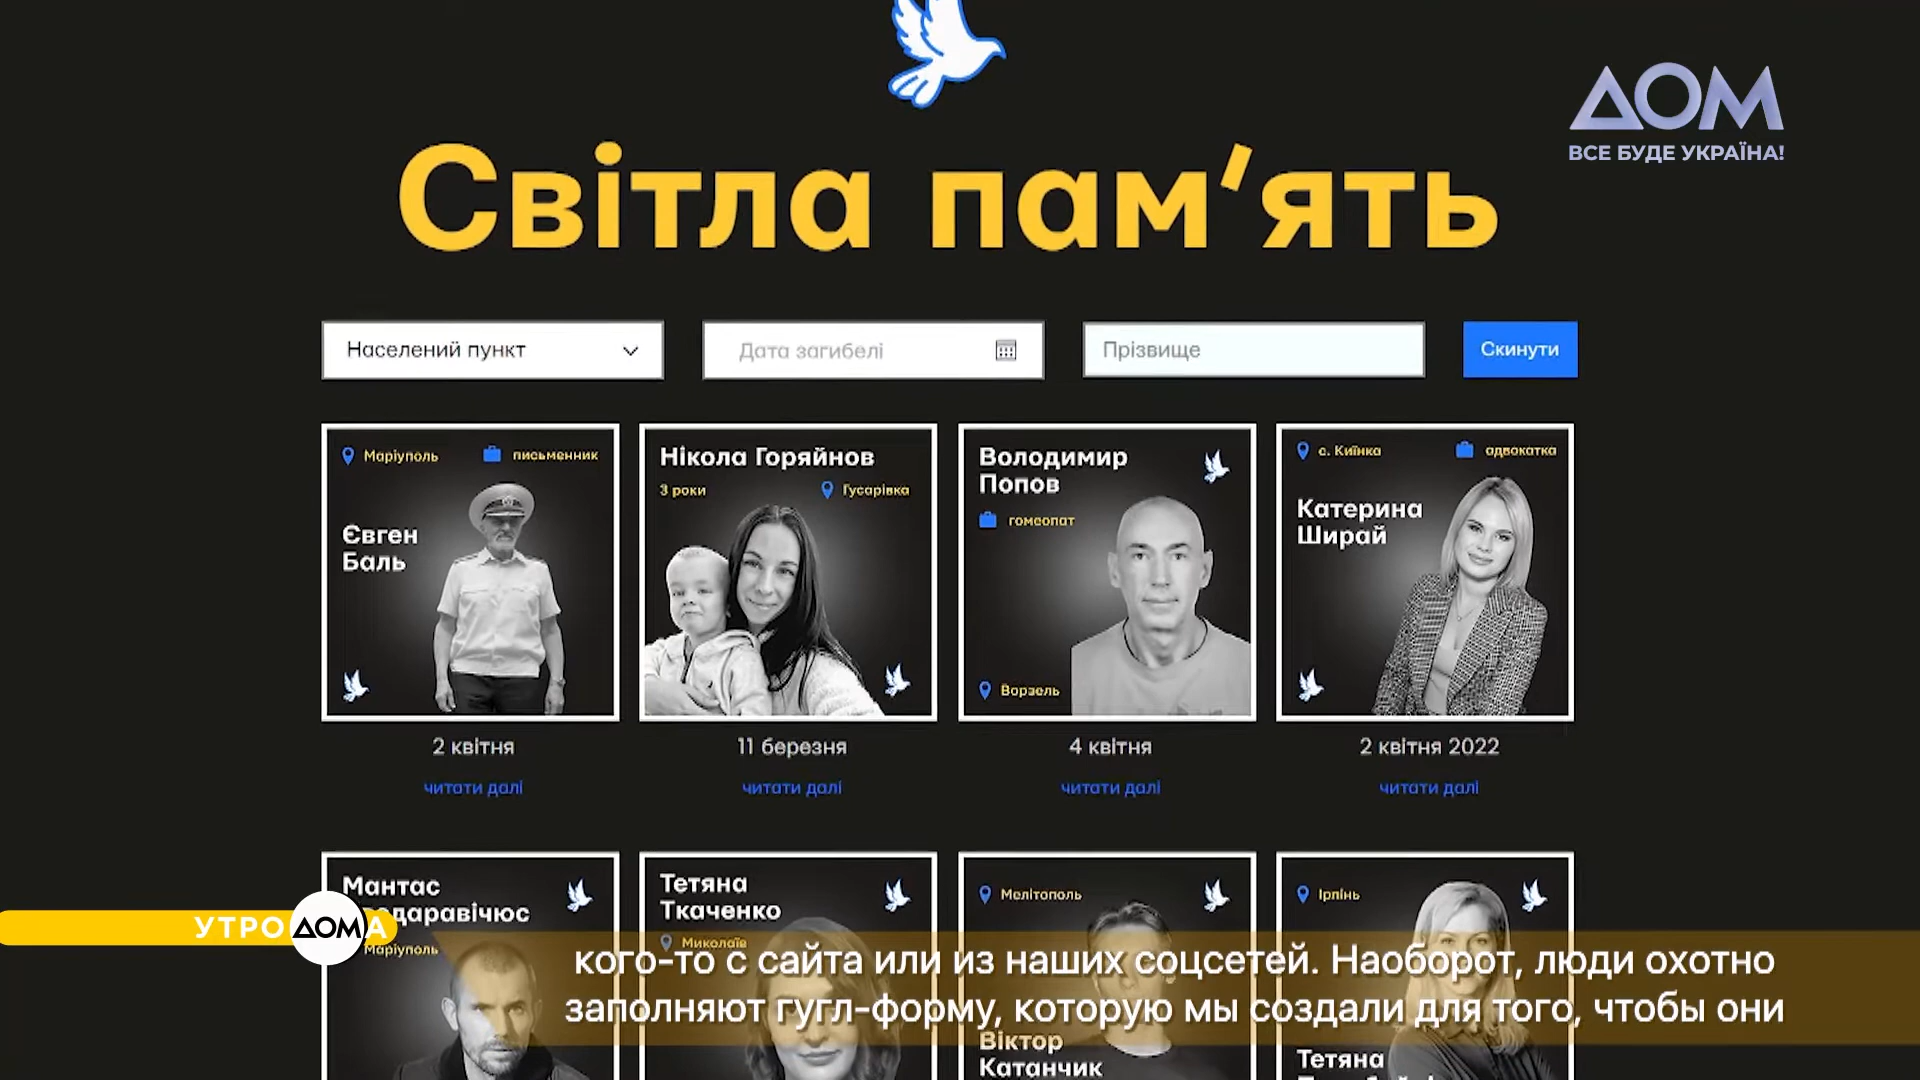 ДОМ
ВСЕ БУДЕ УКРАЇНА!
Світла пам'ять
Населений пункт
Дата загибелі
Прізвище
Скинути
Маріуполь
письменник
Євген
Баль
2 квітня
читати далі
Нікола Горяйнов
3 роки
Гусарівка
11 березня
читати далі
Володимир
Попов
гомеопат
Ворзель
4 квітня
читати далі
с. Киїнка
адвокатка
Катерина
Ширай
2 квітня 2022
читати далі
Мантас
Маріуполь
Тетяна
Ткаченко
Миколаїв
Мелітополь
Віктор
Катанчик
Ірпінь
Тетяна
УТРО ДОМА
кого-то с сайта или из наших соцсетей. Наоборот, люди охотно
заполняют гугл-форму, которую мы создали для того, чтобы они